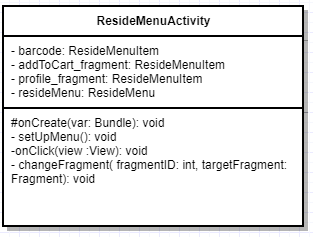 ResideMenuActivity
- barcode: ResideMenuItem
- addToCart_fragment: ResideMenuItem
- profile_fragment: ResideMenuItem
- resideMenu: ResideMenu
#onCreate(var: Bundle): void
- setUpMenu(): void
-onClick(view :View): void
- changeFragment( fragmentID: int, targetFragment:
Fragment): void